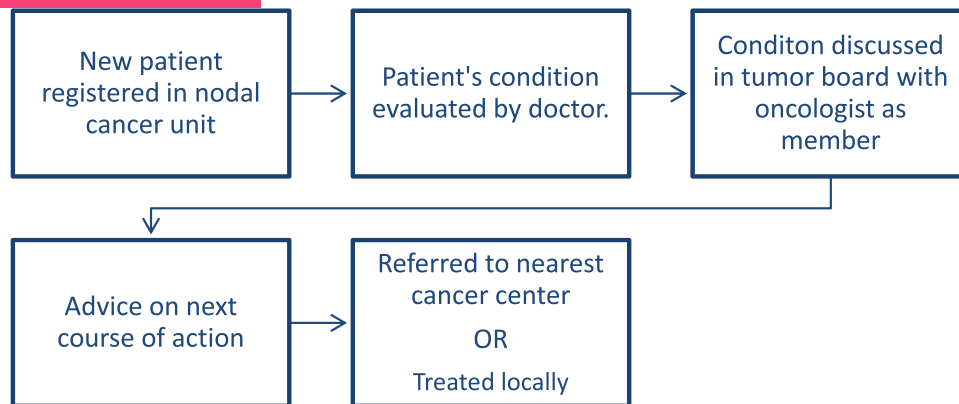 New patient
registered in nodal
cancer unit
Patient's condition
evaluated by doctor.
Conditon discussed
in tumor board with
oncologist as
member
Advice on next
course of action
Referred to nearest
cancer center
OR
Treated locally